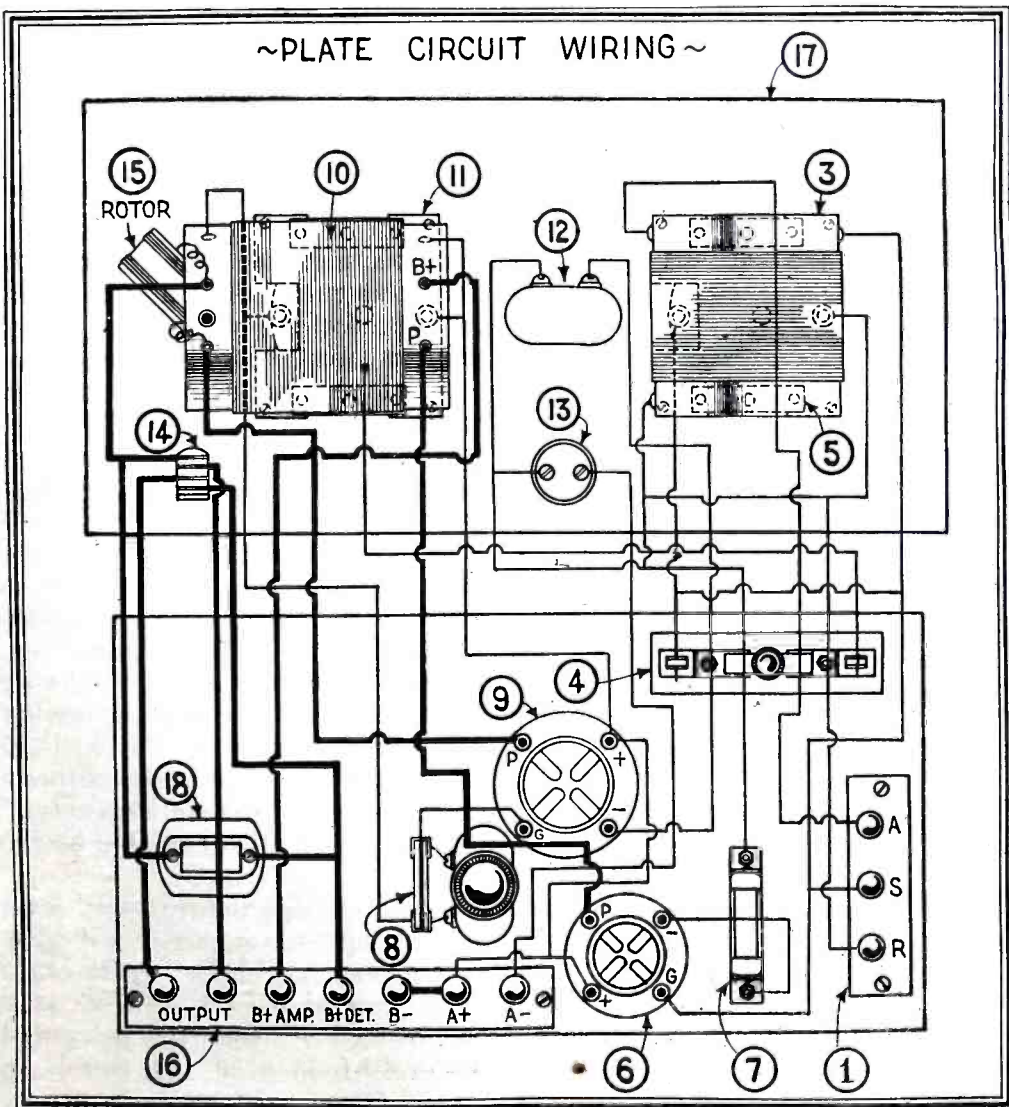 ~PLATE CIRCUIT WIRING~
17
15
ROTOR
10
11
3
12
B+
P
13
5
14
4
9
P
+
18
-
G
A
8
P
-
S
G
R
+
OUTPUT B+AMP. B+DET. B- A+ A-
16
6
7
1